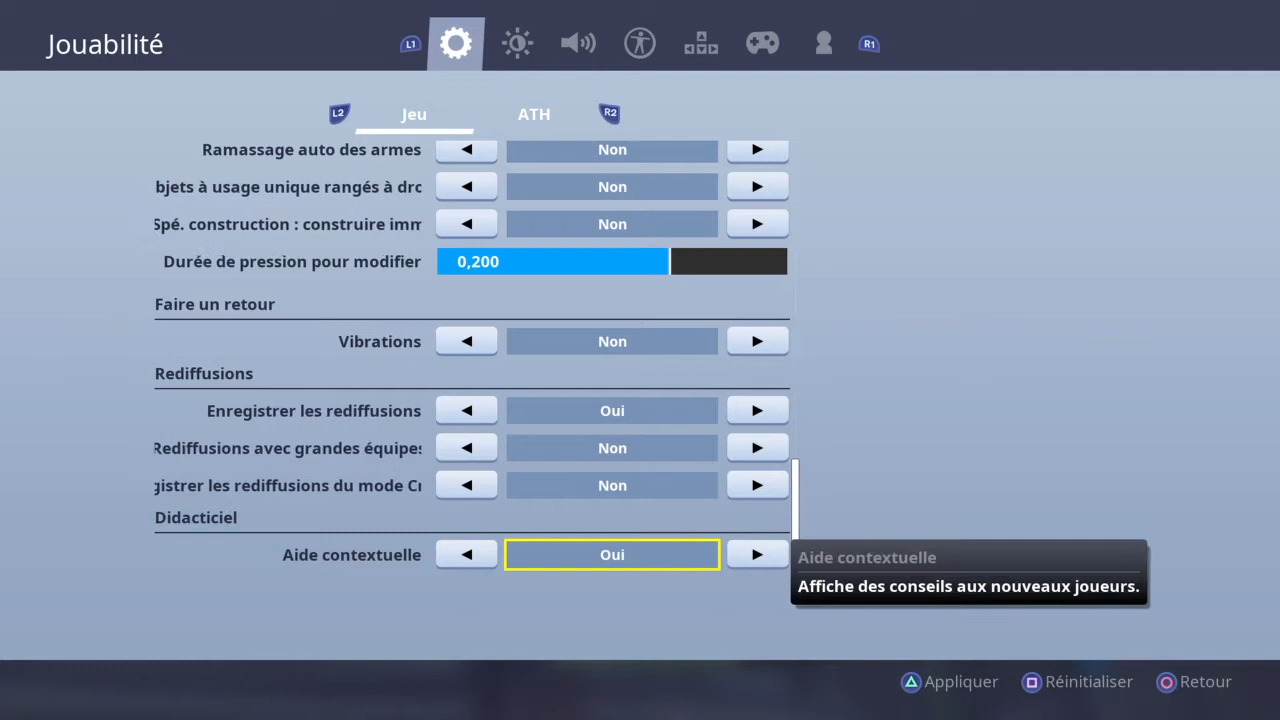 Jouabilité
L1
R1
L2
Jeu
ATH
R2
Ramassage auto des armes
Non
bjets à usage unique rangés à dro
Non
Spé. construction : construire imm
Non
Durée de pression pour modifier
0,200
Faire un retour
Vibrations
Non
Rediffusions
Enregistrer les rediffusions
Oui
Rediffusions avec grandes équipes
Non
gistrer les rediffusions du mode Cr
Non
Didacticiel
Aide contextuelle
Oui
Aide contextuelle
Affiche des conseils aux nouveaux joueurs.
Appliquer
Réinitialiser
Retour